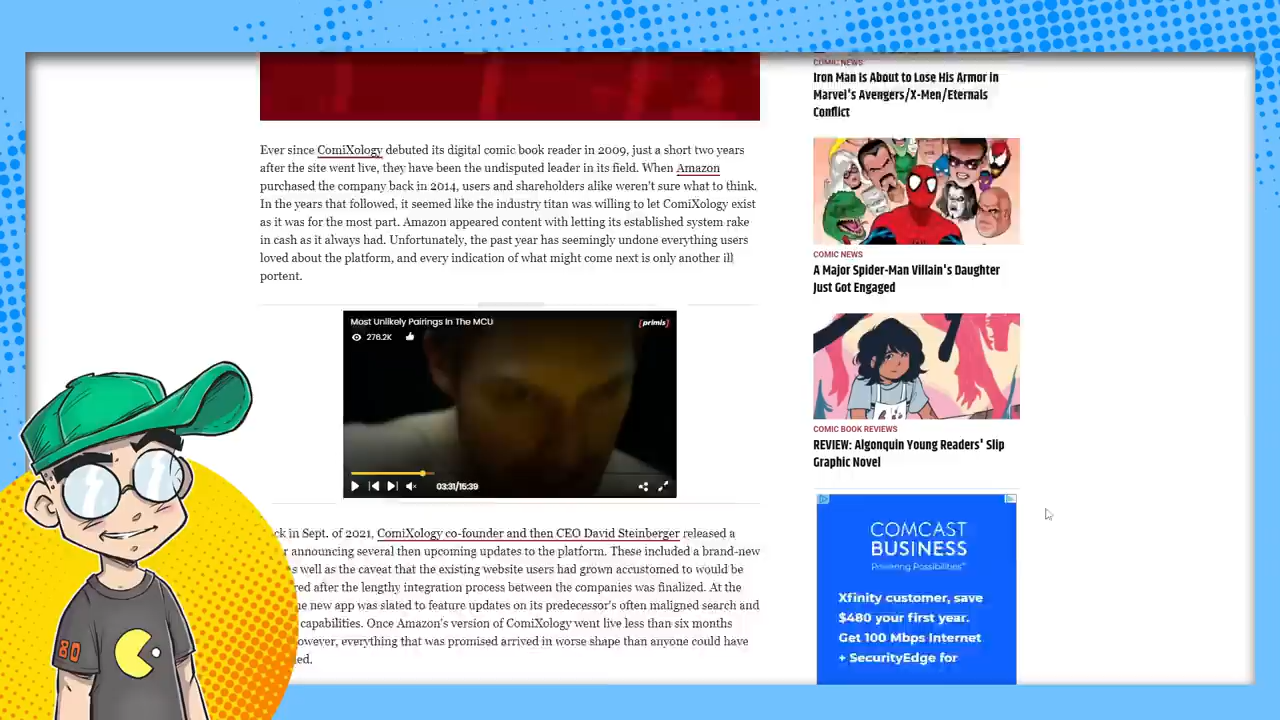 Ever since ComiXology debuted its digital comic book reader in 2009, just a short two years
after the site went live, they have been the undisputed leader in its field. When Amazon
purchased the company back in 2014, users and shareholders alike weren't sure what to think.
In the years that followed, it seemed like the industry titan was willing to let ComiXology exist
as it was for the most part. Amazon appeared content with letting its established system rake
in cash as it always had. Unfortunately, the past year has seemingly undone everything users
loved about the platform, and every indication of what might come next is only another ill
portent.
Most Unlikely Pairings In The MCU
[primis]
276.2K
03:31/15:39
ck in Sept. of 2021, ComiXology co-founder and then CEO David Steinberger released a
announcing several then upcoming updates to the platform. These included a brand-new
as well as the caveat that the existing website users had grown accustomed to would be
red after the lengthy integration process between the companies was finalized. At the
ne new app was slated to feature updates on its predecessor's often maligned search and
capabilities. Once Amazon's version of ComiXology went live less than six months
owever, everything that was promised arrived in worse shape than anyone could have
ed.
COMIC NEWS
Iron Man Is About to Lose His Armor in
Marvel's Avengers/X-Men/Eternals
Conflict
COMIC NEWS
A Major Spider-Man Villain's Daughter
Just Got Engaged
COMIC BOOK REVIEWS
REVIEW: Algonquin Young Readers' Slip
Graphic Novel
COMCAST
BUSINESS
Powering Possibilities™
Xfinity customer, save
$480 your first year.
Get 100 Mbps Internet
+ SecurityEdge for
80